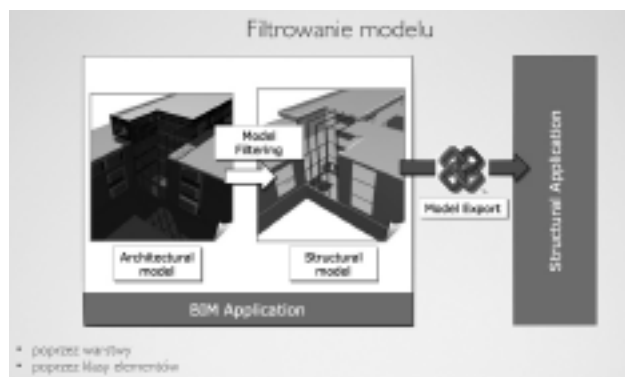 Filtrowanie modelu
Model
Filtering
Architectural
model
Structural
model
Model Export
BIM Application
Structural Application
• poprzez warstwy
• poprzez klasy elementów